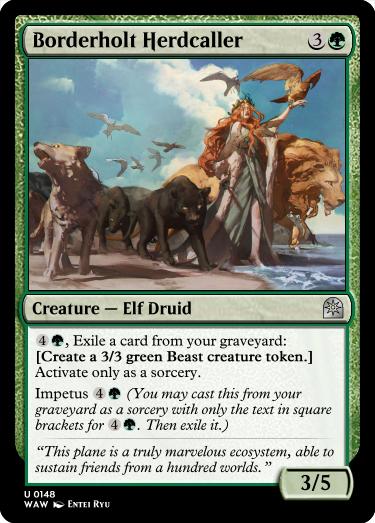 Borderholt Herdcaller 3
4, Exile a card from your graveyard:
[Create a 3/3 green Beast creature token.]
Activate only as a sorcery.
Impetus 4 (You may cast this from your
graveyard as a sorcery with only the text in square
brackets for 4. Then exile it.)
“This plane is a truly marvelous ecosystem, able to
sustain friends from a hundred worlds.”
Creature — Elf Druid
3/5
U 0148
WAW Entei Ryu